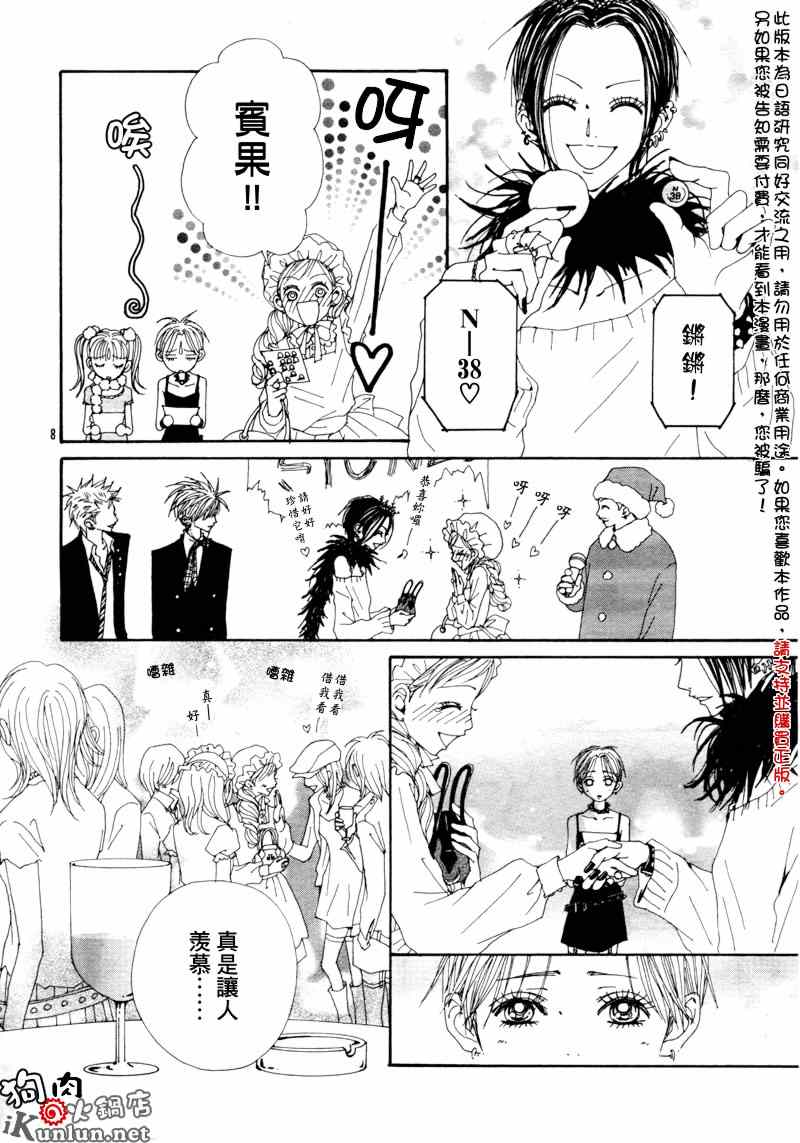 此版本為日語研究同好交流之用，請勿用於任何商業用途。如果您喜歡本作品，請支持並購買正版。
另如果您被告知需要付費，才能看到本漫畫，那麼，您被騙了！
N
38
鏘鏘！
N—38♡
呀♡
賓果!!
唉
8
呀♡
呀♡
呀♡
恭喜妳囉
請好好
珍惜它唷♡
借我看
借我看
嘈雜
真—
好
嘈雜
真是讓人
羨慕……
狗肉
火鍋店
iKunlun.net